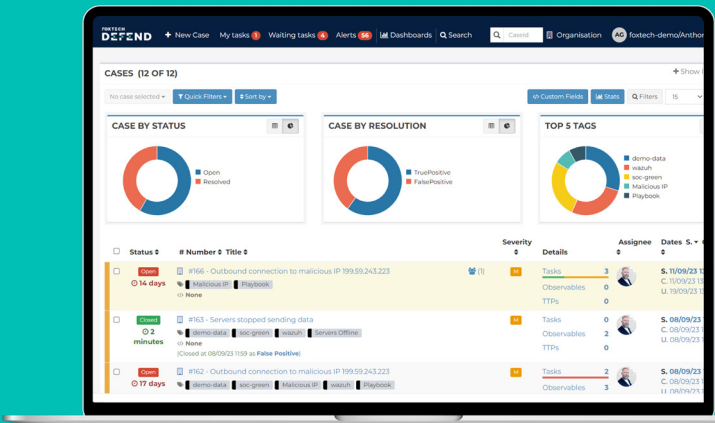 FOXTECH
DEFEND
+ New Case My tasks 1 Waiting tasks 4 Alerts 56 Dashboards Search CaseId Organisation AG foxtech-demo/Anthon
CASES (12 OF 12)
+ Show
No case selected Quick Filters Sort by Custom Fields Stats Filters 15
CASE BY STATUS
Open
Resolved
CASE BY RESOLUTION
TruePositive
FalsePositive
TOP 5 TAGS
demo-data
wazuh
soc-green
Malicious IP
Playbook
Status # Number Title Severity Details Assignee Dates S.
Open #166 - Outbound connection to malicious IP 199.59.243.223 (1) M Tasks 3 S. 11/09/23 13
14 days Malicious IP Playbook Observables 0 C. 11/09/23 13
None TTPs 0 U. 19/09/23
Closed #163 - Servers stopped sending data M Tasks 0 S. 08/09/23
2 minutes demo-data soc-green wazuh Servers Offline Observables 2 C. 08/09/23
None TTPs 0 U. 08/09/23
(Closed at 08/09/23 11:59 as False Positive)
Open #162 - Outbound connection to malicious IP 199.59.243.223 M Tasks 2 S. 08/09/23
17 days demo-data soc-green Malicious IP wazuh Playbook Observables 3 C. 08/09/23